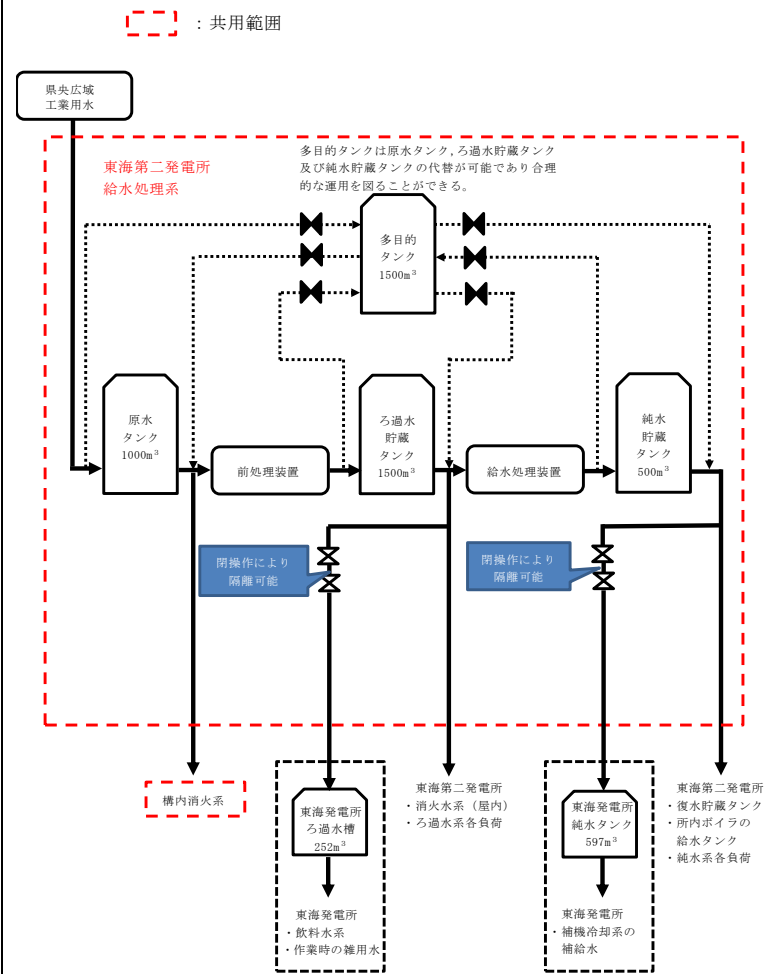 ：共用範囲
県央広域
工業用水
東海第二発電所
給水処理系
多目的タンクは原水タンク，ろ過水貯蔵タンク
及び純水貯蔵タンクの代替が可能であり合理
的な運用を図ることができる。
多目的
タンク
1500m³
原水
タンク
1000m³
前処理装置
ろ過水
貯蔵
タンク
1500m³
給水処理装置
純水
貯蔵
タンク
500m³
閉操作により
隔離可能
閉操作により
隔離可能
構内消火系
東海発電所
ろ過水槽
252m³
東海発電所
・飲料水系
・作業時の雑用水
東海第二発電所
・消火水系（屋内）
・ろ過水系各負荷
東海発電所
純水タンク
597m³
東海発電所
・補機冷却系の
補給水
東海第二発電所
・復水貯蔵タンク
・所内ボイラの
給水タンク
・純水系各負荷